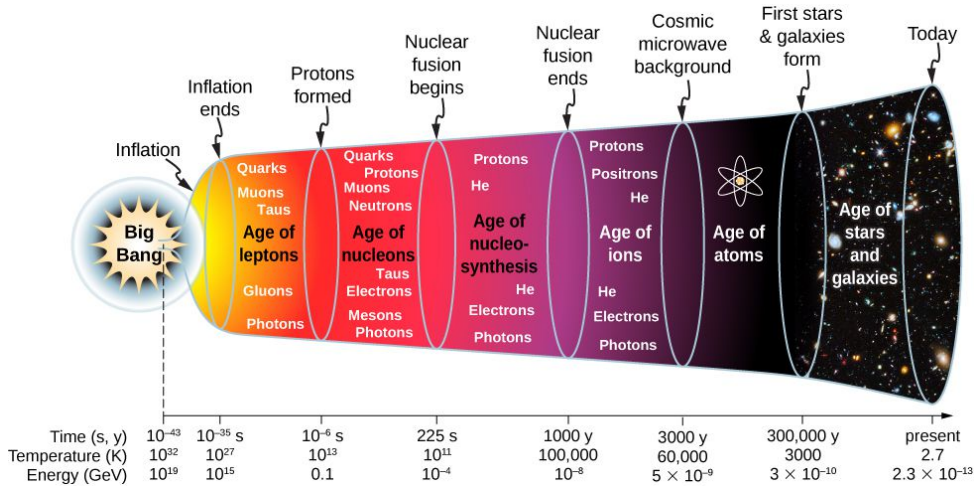 Inflation
Inflation
ends
Protons
formed
Nuclear
fusion
begins
Nuclear
fusion
ends
Cosmic
microwave
background
First stars
& galaxies
form
Today
Big
Bang
Quarks
Muons
Taus
Age of
leptons
Gluons
Photons
Quarks
Protons
Muons
Neutrons
Age of
nucleons
Taus
Electrons
Mesons
Photons
Protons
He
Age of
nucleo-
synthesis
He
Electrons
Photons
Protons
Positrons
He
Age of
ions
He
Electrons
Photons
Age of
atoms
Age of
stars
and
galaxies
Time (s, y) 10⁻⁴³ 10⁻³⁵ s 10⁻⁶ s 225 s 1000 y 3000 y 300,000 y present
Temperature (K) 10³² 10²⁷ 10¹³ 10¹¹ 100,000 60,000 3000 2.7
Energy (GeV) 10¹⁹ 10¹⁵ 0.1 10⁻⁴ 10⁻⁸ 5 × 10⁻⁹ 3 × 10⁻¹⁰ 2.3 × 10⁻¹³